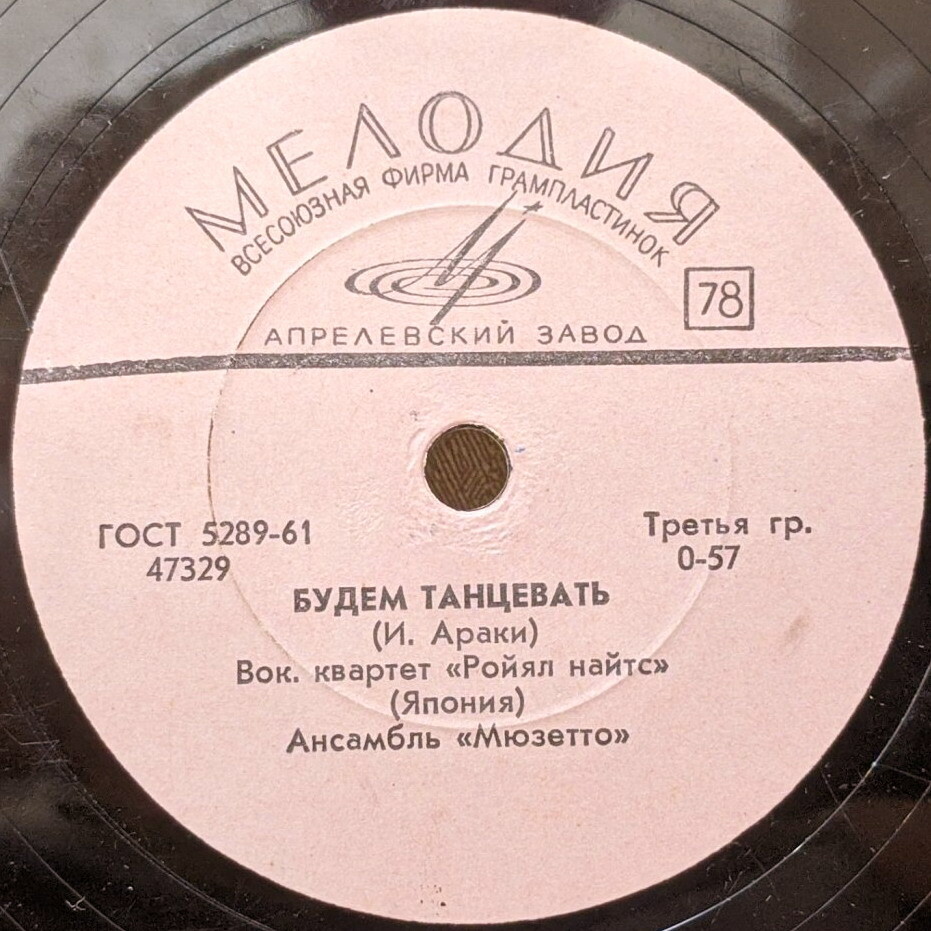 МЕЛОДИЯ
ВСЕСОЮЗНАЯ ФИРМА ГРАМПЛАСТИНОК
78
АПРЕЛЕВСКИЙ ЗАВОД
ГОСТ 5289-61
47329
Третья гр.
0-57
БУДЕМ ТАНЦЕВАТЬ
(И. Араки)
Вок. квартет «Ройял найтс»
(Япония)
Ансамбль «Мюзетто»